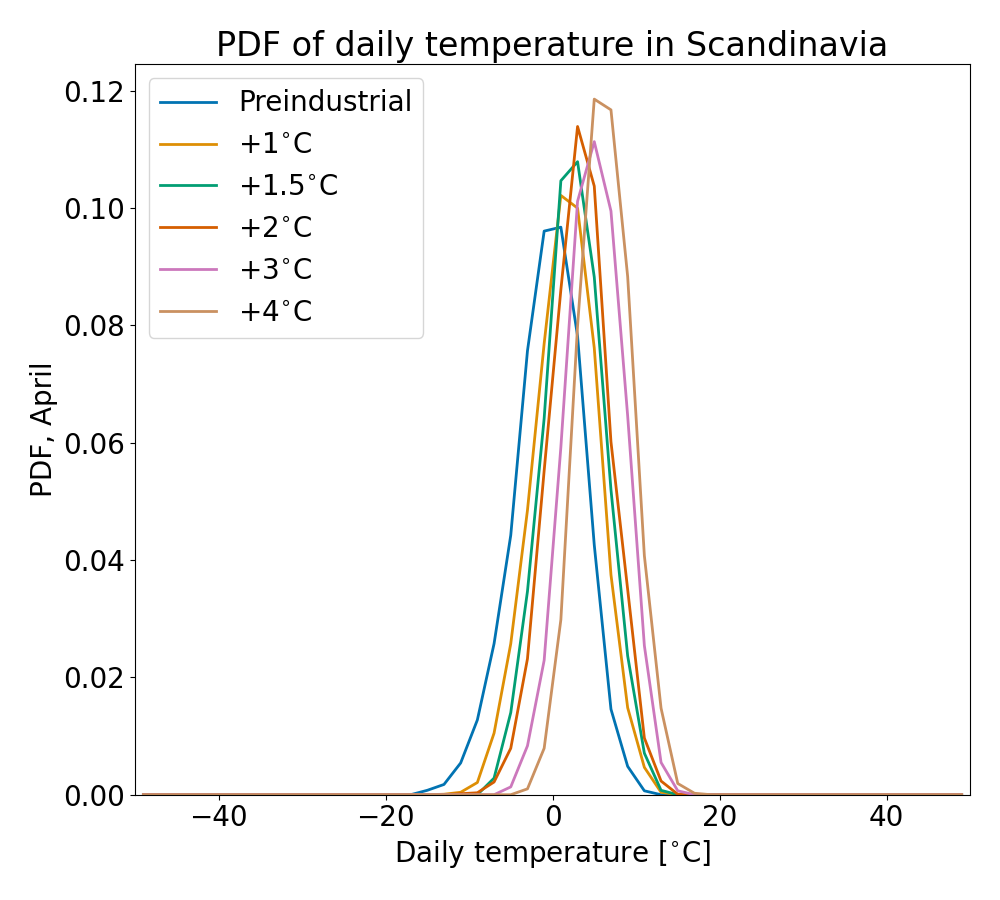 PDF of daily temperature in Scandinavia
Preindustrial
+1°C
+1.5°C
+2°C
+3°C
+4°C
PDF, April
0.12
0.10
0.08
0.06
0.04
0.02
0.00
−40
−20
0
20
40
Daily temperature [°C]